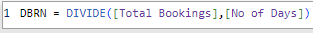 1 DBRN = DIVIDE([Total Bookings],[No of Days])